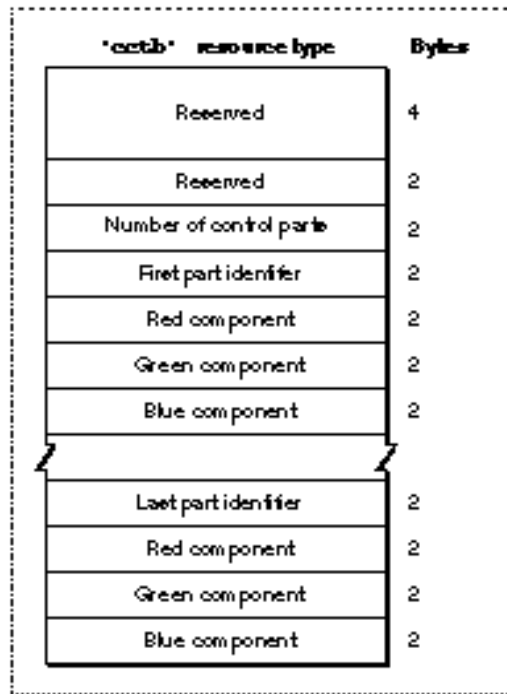 'cctb' resource type Bytes
Reserved 4
Reserved 2
Number of control parts 2
First part identifer 2
Red component 2
Green component 2
Blue component 2
Last part identifier 2
Red component 2
Green component 2
Blue component 2